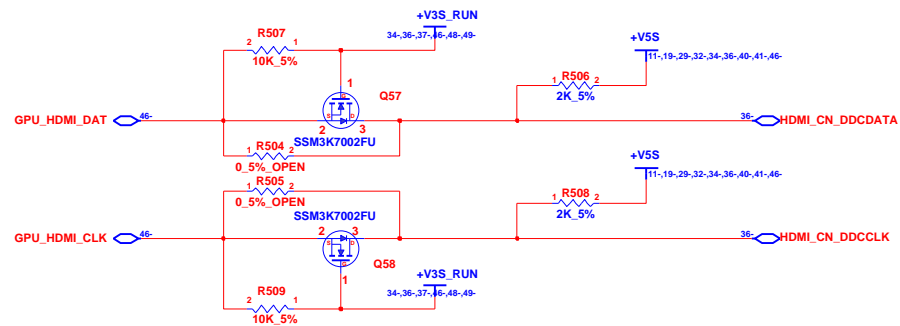 +V3S_RUN
34-,36-,37-,46-,48-,49-
R507
2 1
10K_5%
+V5S
11-,19-,29-,32-,34-,36-,40-,41-,46-
1
G
Q57
R506
1 2
2K_5%
GPU_HDMI_DAT
46-
2 S D 3
36-
HDMI_CN_DDCDATA
SSM3K7002FU
R504
1 2
0_5%_OPEN
+V5S
11-,19-,29-,32-,34-,36-,40-,41-,46-
R505
1 2
R508
1 2
2K_5%
SSM3K7002FU
GPU_HDMI_CLK
46-
2 S D 3
36-
HDMI_CN_DDCCLK
G
Q58
1
+V3S_RUN
34-,36-,37-,46-,48-,49-
R509
2 1
10K_5%